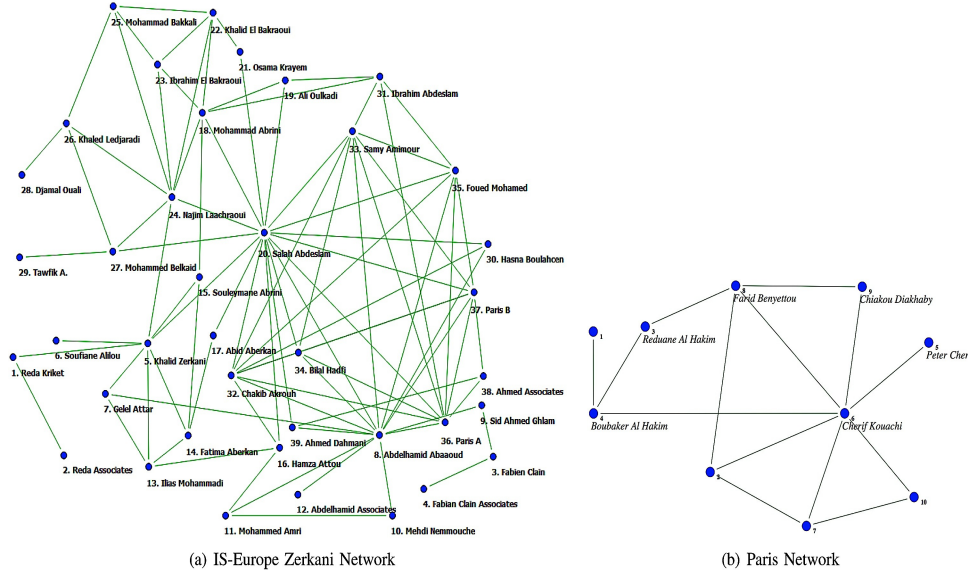 25. Mohammad Bakkali
22. Khalid El Bakraoui
21. Osama Krayem
23. Ibrahim El Bakraoui
19. Ali Oulkadi
31. Ibrahim Abdeslam
18. Mohammad Abrini
26. Khaled Ledjaradi
33. Samy Amimour
28. Djamal Ouali
35. Foued Mohamed
24. Najim Laachraoui
20. Salah Abdeslam
30. Hasna Boulahcen
27. Mohammed Belkaid
29. Tawfik A.
15. Souleymane Abrini
37. Paris B
17. Abid Aberkan
6. Soufiane Alilou
5. Khalid Zerkani
1. Reda Kriket
34. Bilal Hadfi
32. Chakib Akrouh
38. Ahmed Associates
7. Gelel Attar
9. Sid Ahmed Ghlam
36. Paris A
39. Ahmed Dahmani
14. Fatima Aberkan
8. Abdelhamid Abaaoud
16. Hamza Attou
2. Reda Associates
3. Fabien Clain
13. Ilias Mohammadi
4. Fabian Clain Associates
12. Abdelhamid Associates
11. Mohammed Amri
10. Mehdi Nemmouche
(a) IS-Europe Zerkani Network
8
Farid Benyettou
9
Chiakou Diakhaby
3
Reduane Al Hakim
1
5
Peter Cher
4
Boubaker Al Hakim
6
Cherif Kouachi
2
10
7
(b) Paris Network